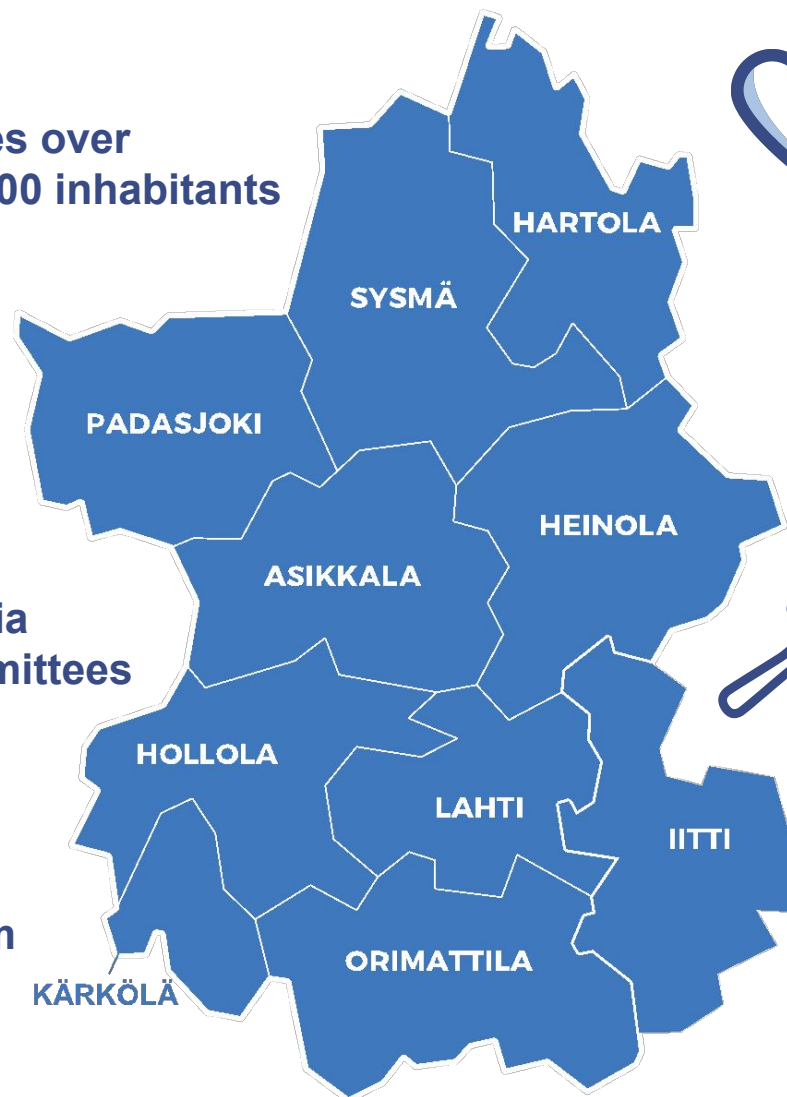 es over
00 inhabitants
HARTOLA
SYSMÄ
PADASJOKI
HEINOLA
ASIKKALA
ia
mittees
HOLLOLA
LAHTI
IITTI
n
ORIMATTILA
KÄRKÖLÄ